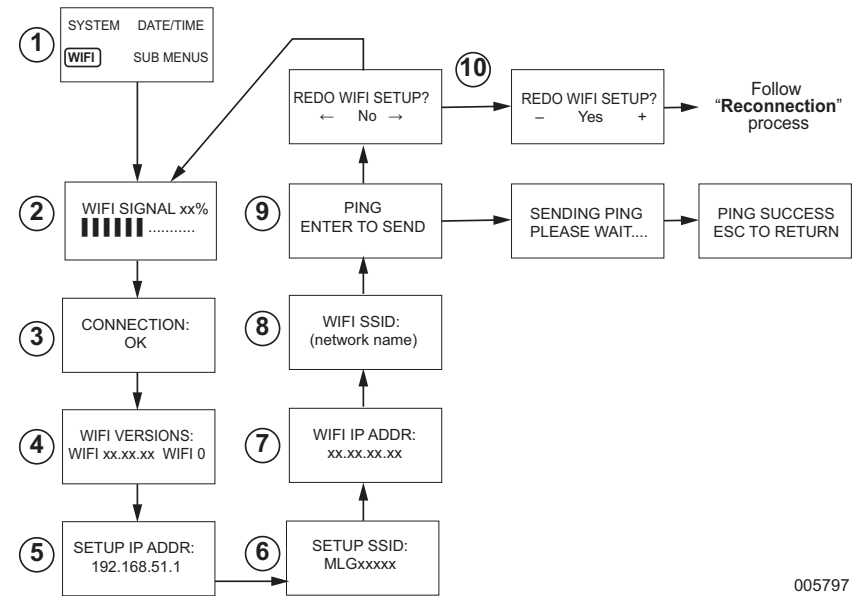 1
SYSTEM DATE/TIME
WIFI SUB MENUS
2
WIFI SIGNAL xx%
...........
3
CONNECTION:
OK
4
WIFI VERSIONS:
WIFI xx.xx.xx WIFI 0
5
SETUP IP ADDR:
192.168.51.1
6
SETUP SSID:
MLGxxxxx
7
WIFI IP ADDR:
xx.xx.xx.xx
8
WIFI SSID:
(network name)
9
PING
ENTER TO SEND
SENDING PING
PLEASE WAIT....
PING SUCCESS
ESC TO RETURN
REDO WIFI SETUP?
← No →
10
REDO WIFI SETUP?
– Yes +
Follow
“Reconnection”
process
005797